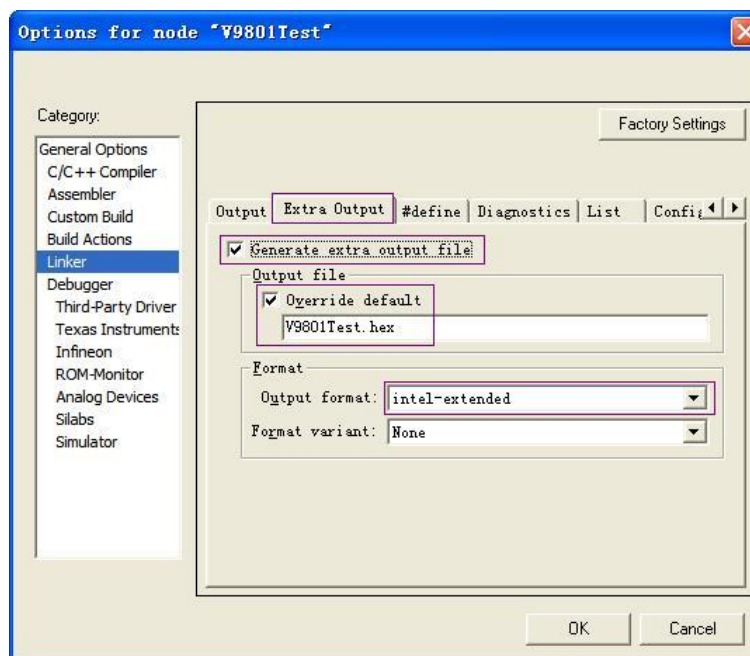 Options for node "V9801Test"
Category:
Factory Settings
General Options
C/C++ Compiler
Assembler
Custom Build
Build Actions
Linker
Debugger
Third-Party Driver
Texas Instruments
Infineon
ROM-Monitor
Analog Devices
Silabs
Simulator
Output Extra Output #define Diagnostics List Config
Generate extra output file
Output file
Override default
V9801Test.hex
Format
Output format: intel-extended
Format variant: None
OK Cancel